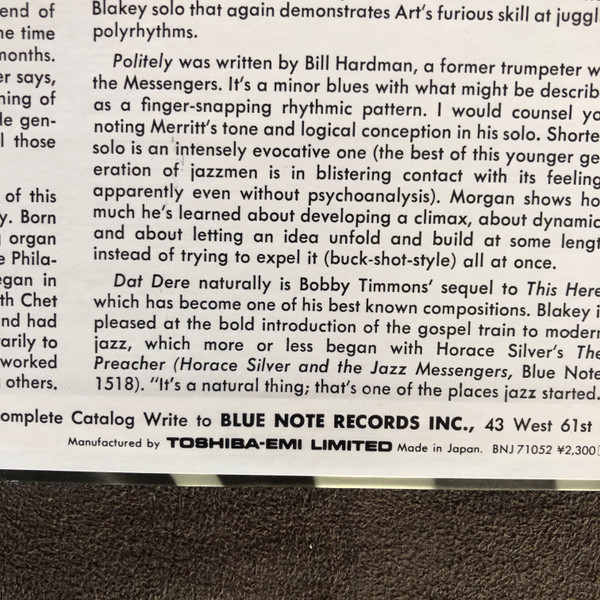 end of
he time
months.
er says,
ning of
le gen-
l those
of this
y. Born
organ
e Phila-
egan in
th Chet
nd had
arily to
worked
others.
Blakey solo that again demonstrates Art's furious skill at juggli
polyrhythms.
Politely was written by Bill Hardman, a former trumpeter w
the Messengers. It's a minor blues with what might be describ
as a finger-snapping rhythmic pattern. I would counsel yo
noting Merritt's tone and logical conception in his solo. Shorte
solo is an intensely evocative one (the best of this younger ge
eration of jazzmen is in blistering contact with its feeling
apparently even without psychoanalysis). Morgan shows ho
much he's learned about developing a climax, about dynamic
and about letting an idea unfold and build at some lengt
instead of trying to expel it (buck-shot-style) all at once.
Dat Dere naturally is Bobby Timmons' sequel to This Here
which has become one of his best known compositions. Blakey i
pleased at the bold introduction of the gospel train to modern
jazz, which more or less began with Horace Silver's The
Preacher (Horace Silver and the Jazz Messengers, Blue Note
1518). "It's a natural thing; that's one of the places jazz started.
omplete Catalog Write to BLUE NOTE RECORDS INC., 43 West 61st
Manufactured by TOSHIBA-EMI LIMITED Made in Japan. BNJ 71052 ¥2,300